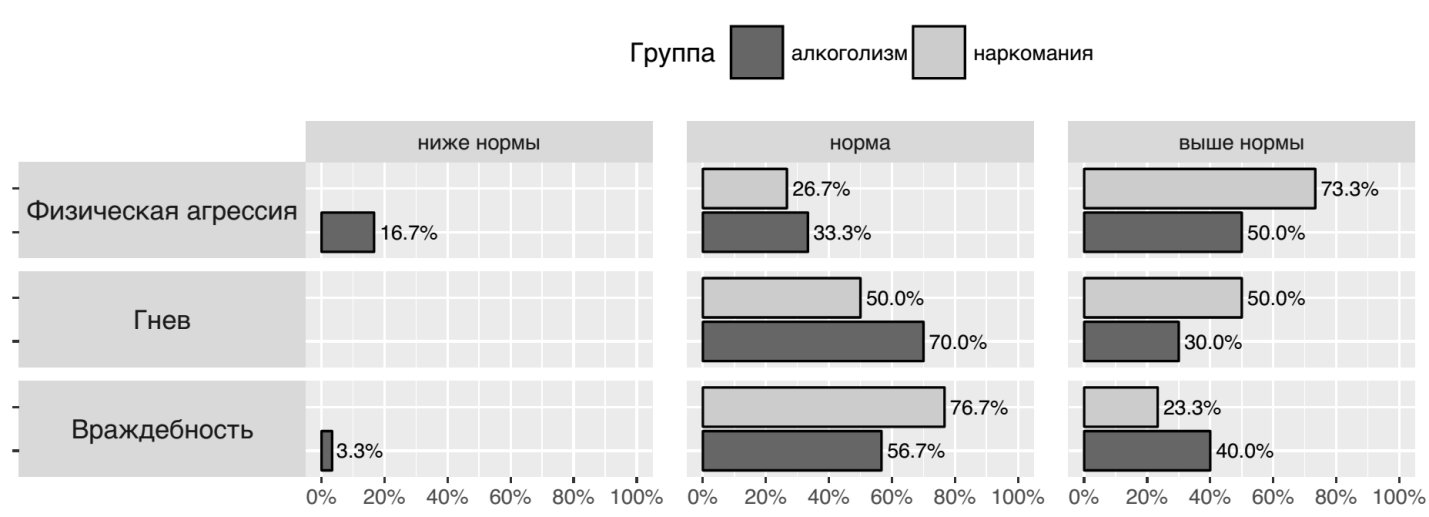 Группа алкоголизм наркомания
ниже нормы норма выше нормы
Физическая агрессия
26.7% 73.3%
16.7% 33.3% 50.0%
Гнев
50.0% 50.0%
70.0% 30.0%
Враждебность
76.7% 23.3%
3.3% 56.7% 40.0%
0% 20% 40% 60% 80% 100% 0% 20% 40% 60% 80% 100% 0% 20% 40% 60% 80% 100%